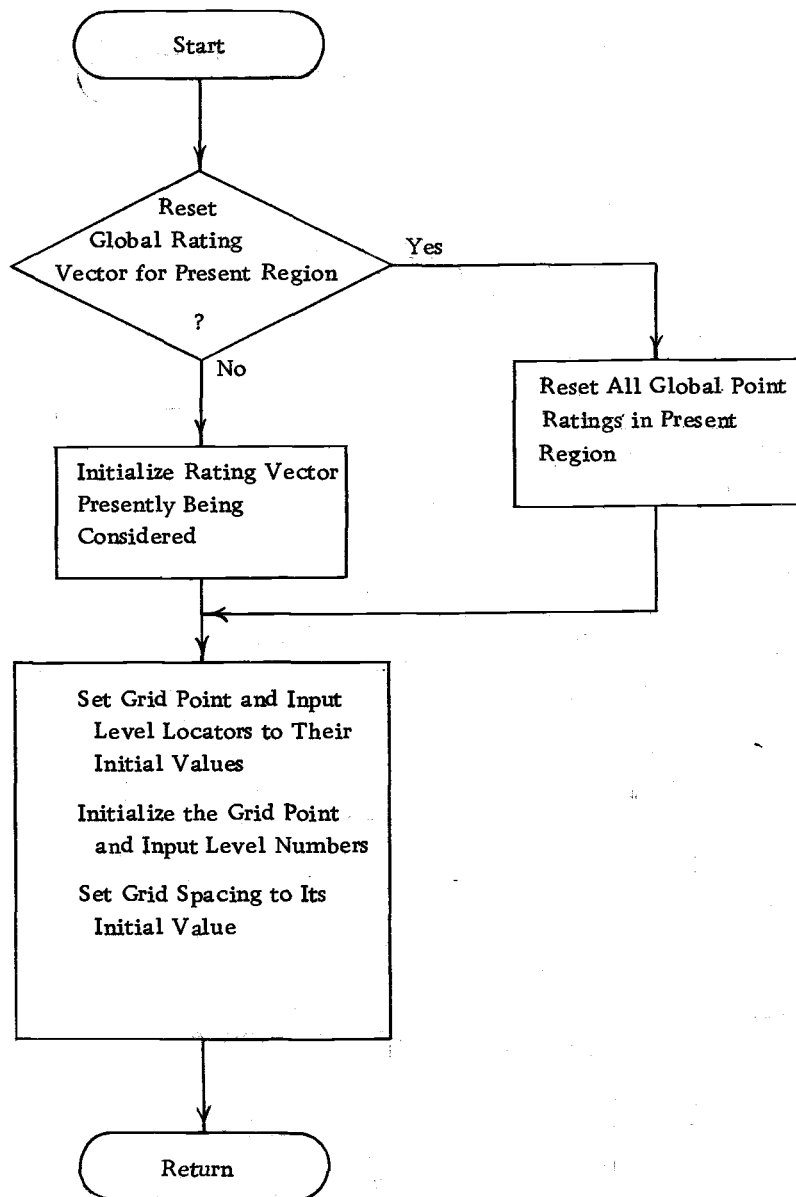 Start
Reset
Global Rating
Vector for Present Region
?
Yes
No
Reset All Global Point
Ratings in Present
Region
Initialize Rating Vector
Presently Being
Considered
Set Grid Point and Input
Level Locators to Their
Initial Values
Initialize the Grid Point
and Input Level Numbers
Set Grid Spacing to Its
Initial Value
Return